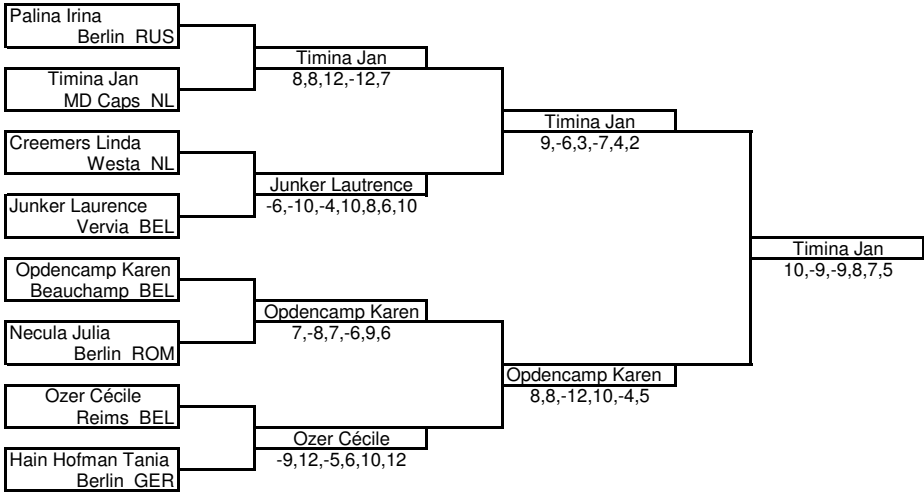 Palina Irina
Berlin RUS
Timina Jan
MD Caps NL
Creemers Linda
Westa NL
Junker Laurence
Vervia BEL
Opdencamp Karen
Beauchamp BEL
Necula Julia
Berlin ROM
Ozer Cécile
Reims BEL
Hain Hofman Tania
Berlin GER
Timina Jan
8,8,12,-12,7
Junker Lautrence
-6,-10,-4,10,8,6,10
Opdencamp Karen
7,-8,7,-6,9,6
Ozer Cécile
-9,12,-5,6,10,12
Timina Jan
9,-6,3,-7,4,2
Opdencamp Karen
8,8,-12,10,-4,5
Timina Jan
10,-9,-9,8,7,5